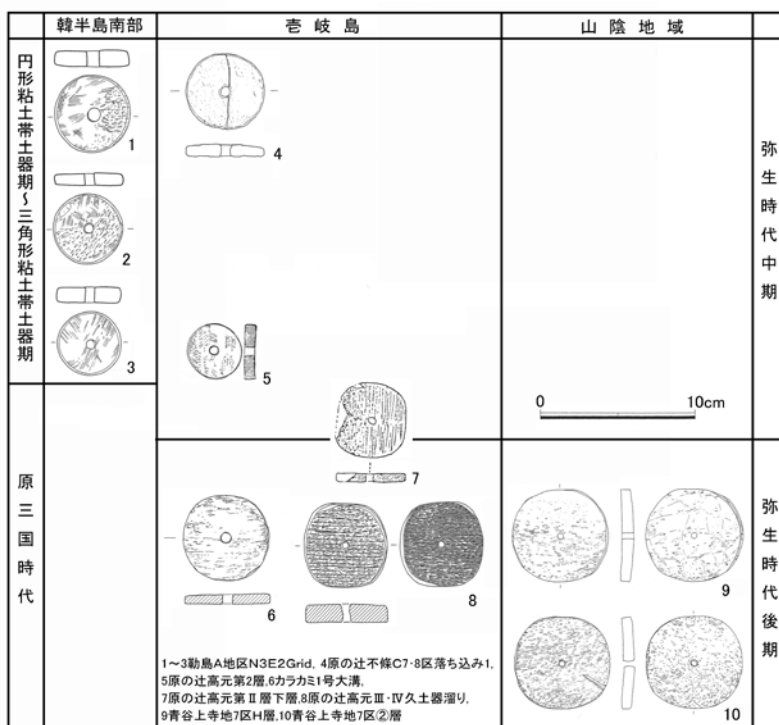 韓半島南部
壱岐島
山陰地域
円形粘土帯土器期〜三角形粘土帯土器期
1
2
3
4
5
弥生時代中期
0 10cm
7
原三国時代
6
8
9
10
弥生時代後期
1〜3勒島A地区N3E2Grid, 4原の辻不條C7・8区落ち込み1,
5原の辻高元第2層,6カラカミ1号大溝,
7原の辻高元第Ⅱ層下層,8原の辻高元Ⅲ・Ⅳ久土器溜り,
9青谷上寺地7区H層,10青谷上寺地7区②層